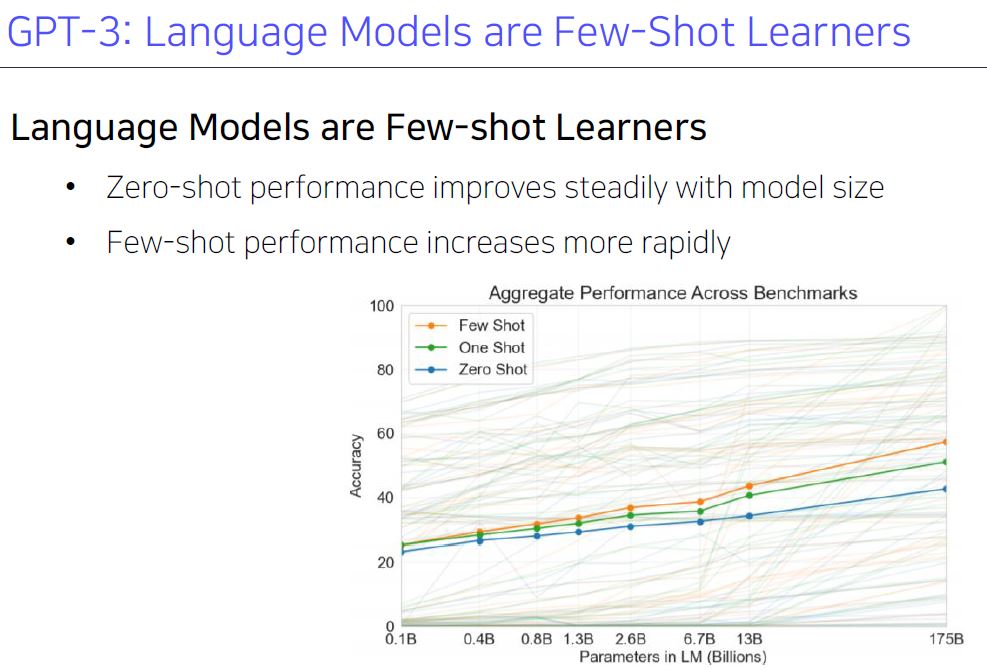 GPT-3: Language Models are Few-Shot Learners
Language Models are Few-shot Learners
• Zero-shot performance improves steadily with model size
• Few-shot performance increases more rapidly
Aggregate Performance Across Benchmarks
Few Shot
One Shot
Zero Shot
100
80
60
40
20
0
Accuracy
0.1B 0.4B 0.8B 1.3B 2.6B 6.7B 13B 175B
Parameters in LM (Billions)